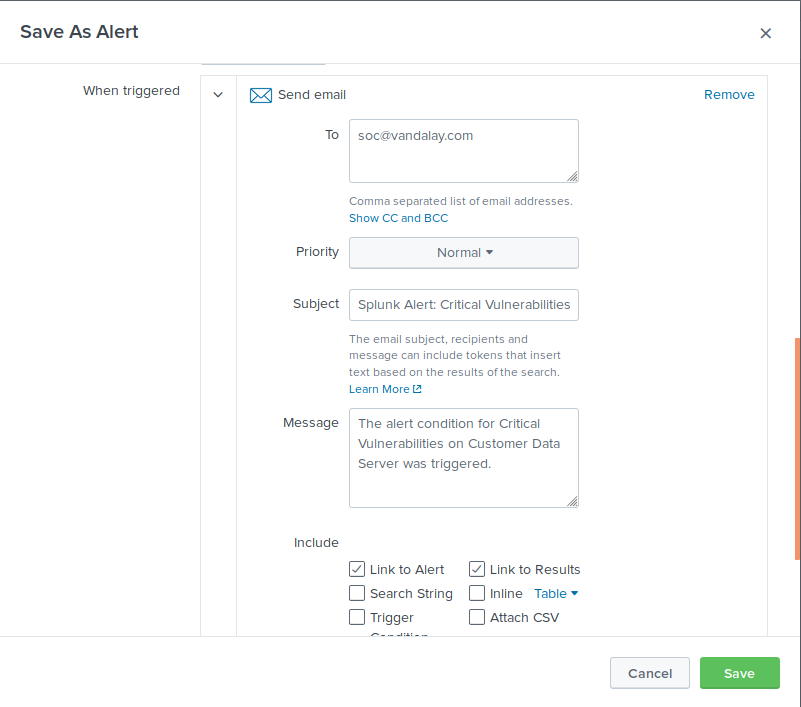 Save As Alert
When triggered
Send email
Remove
To
soc@vandalay.com
Comma separated list of email addresses.
Show CC and BCC
Priority
Normal
Subject
Splunk Alert: Critical Vulnerabilities
The email subject, recipients and
message can include tokens that insert
text based on the results of the search.
Learn More
Message
The alert condition for Critical
Vulnerabilities on Customer Data
Server was triggered.
Include
Link to Alert
Link to Results
Search String
Inline Table
Trigger
Condition
Attach CSV
Cancel
Save